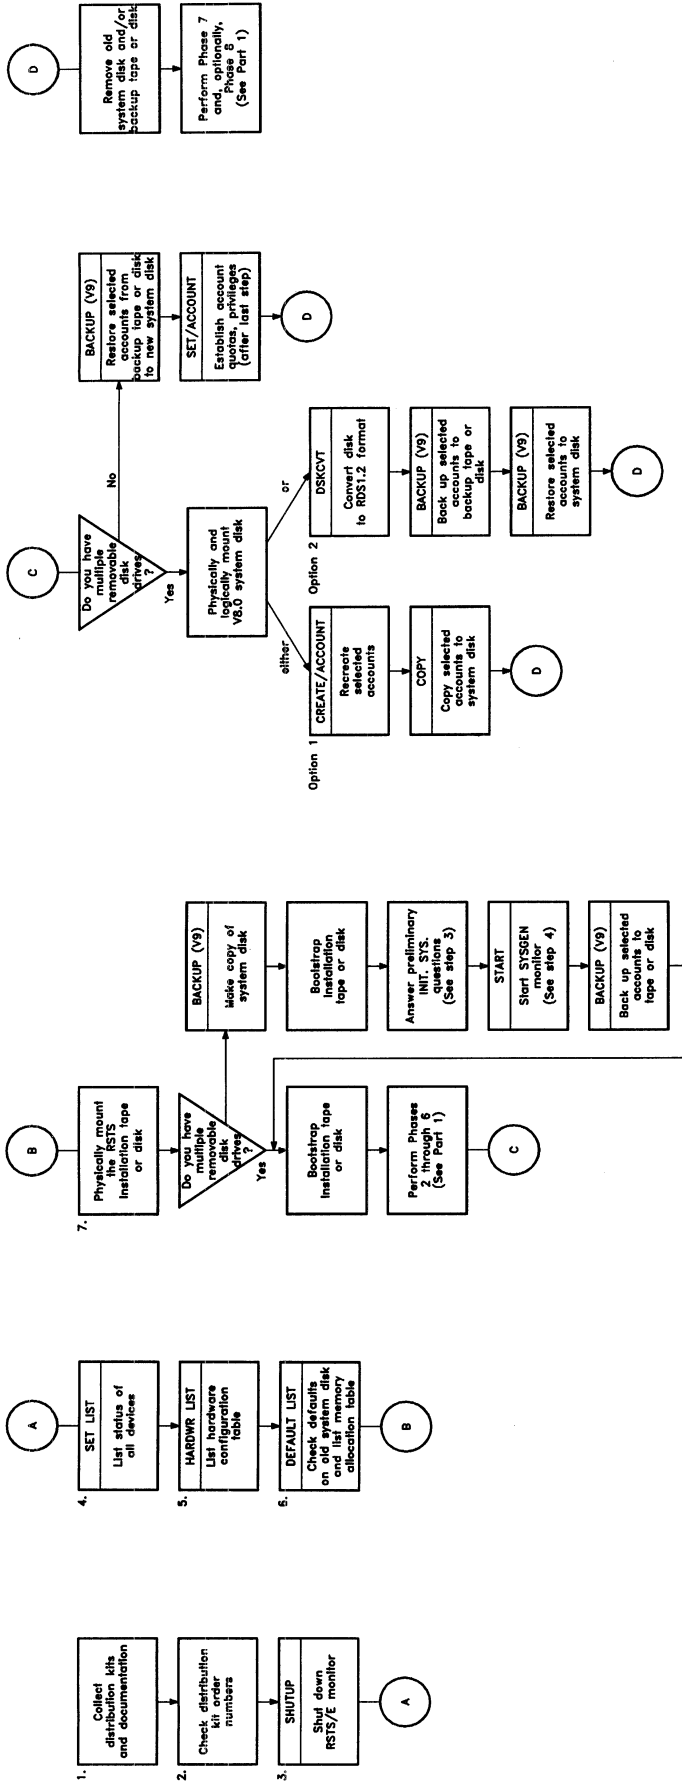 1.
Collect
distribution kits
and documentation
2.
Check distribution
kit order
numbers
3.
SHUTUP
Shut down
RSTS/E monitor
A
A
4.
SET LIST
List status of
all devices
5.
HARDWR LIST
List hardware
configuration
table
6.
DEFAULT LIST
Check defaults
on old system disk
and list memory
allocation table
B
B
7.
Physically mount
the RSTS
Installation tape
or disk
Do you have
multiple
removable
disk
drives
?
Yes
Bootstrap
Installation tape
or disk
Perform Phases
2 through 6
(See Part 1)
C
BACKUP (V9)
Make copy of
system disk
Bootstrap
Installation
tape or disk
Answer preliminary
INIT. SYS.
questions
(See step 3)
START
Start SYSGEN
monitor
(See step 4)
BACKUP (V9)
Back up selected
accounts to
tape or disk
C
Do you have
multiple
removable
disk
drives
?
No
Yes
Physically and
logically mount
V8.0 system disk
either
or
Option 1
CREATE/ACCOUNT
Recreate
selected
accounts
COPY
Copy selected
accounts to
system disk
D
Option 2
DSKCVT
Convert disk
to RDS1.2 format
BACKUP (V9)
Back up selected
accounts to
backup tape or
disk
BACKUP (V9)
Restore selected
accounts to
system disk
D
BACKUP (V9)
Restore selected
accounts from
backup tape or disk
to new system disk
SET/ACCOUNT
Establish account
quotas, privileges
(after last step)
D
D
Remove old
system disk and/or
backup tape or disk
Perform Phase 7
and, optionally,
Phase 8
(See Part 1)